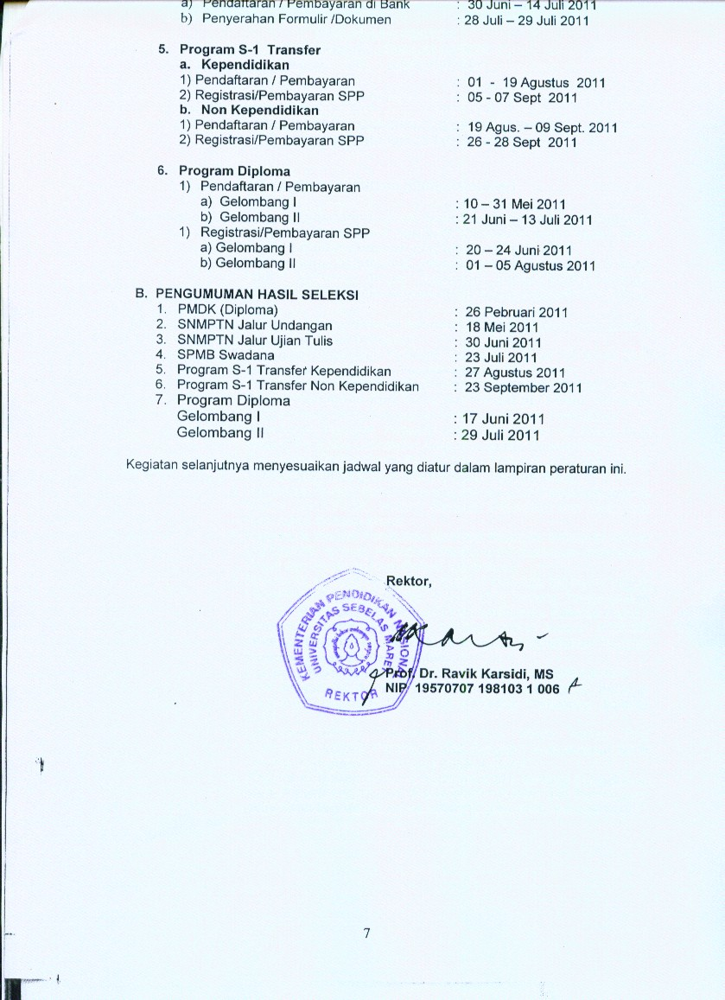 a) Pendaftaran / Pembayaran di Bank : 30 Juni – 14 Juli 2011
b) Penyerahan Formulir /Dokumen : 28 Juli – 29 Juli 2011
5. Program S-1 Transfer
a. Kependidikan
1) Pendaftaran / Pembayaran : 01 - 19 Agustus 2011
2) Registrasi/Pembayaran SPP : 05 - 07 Sept 2011
b. Non Kependidikan
1) Pendaftaran / Pembayaran : 19 Agus. – 09 Sept. 2011
2) Registrasi/Pembayaran SPP : 26 - 28 Sept 2011
6. Program Diploma
1) Pendaftaran / Pembayaran
a) Gelombang I : 10 – 31 Mei 2011
b) Gelombang II : 21 Juni – 13 Juli 2011
1) Registrasi/Pembayaran SPP
a) Gelombang I : 20 – 24 Juni 2011
b) Gelombang II : 01 – 05 Agustus 2011
B. PENGUMUMAN HASIL SELEKSI
1. PMDK (Diploma) : 26 Pebruari 2011
2. SNMPTN Jalur Undangan : 18 Mei 2011
3. SNMPTN Jalur Ujian Tulis : 30 Juni 2011
4. SPMB Swadana : 23 Juli 2011
5. Program S-1 Transfer Kependidikan : 27 Agustus 2011
6. Program S-1 Transfer Non Kependidikan : 23 September 2011
7. Program Diploma
Gelombang I : 17 Juni 2011
Gelombang II : 29 Juli 2011
Kegiatan selanjutnya menyesuaikan jadwal yang diatur dalam lampiran peraturan ini.
Rektor,
KEMENTERIAN PENDIDIKAN NASIONAL
UNIVERSITAS SEBELAS MARET
REKTOR
Prof. Dr. Ravik Karsidi, MS
NIP 19570707 198103 1 006
7